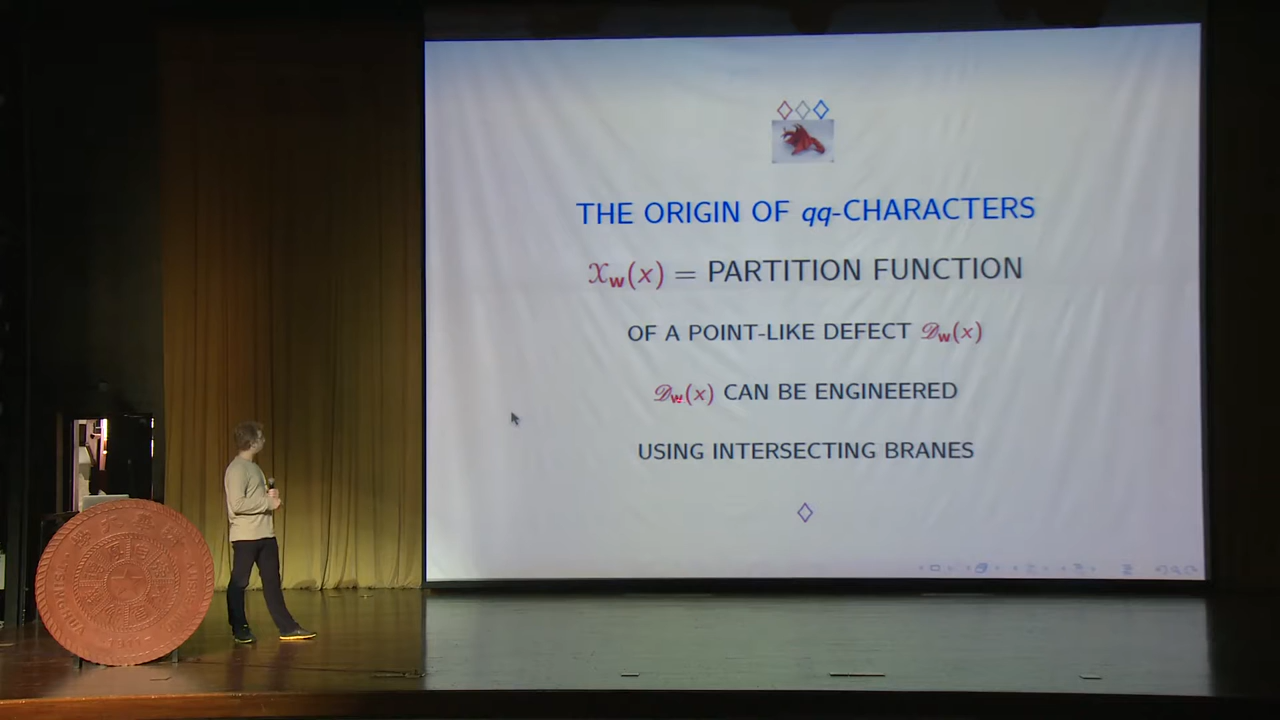 THE ORIGIN OF qq-CHARACTERS
𝒳w(x) = PARTITION FUNCTION
OF A POINT-LIKE DEFECT 𝒟w(x)
𝒟w(x) CAN BE ENGINEERED
USING INTERSECTING BRANES